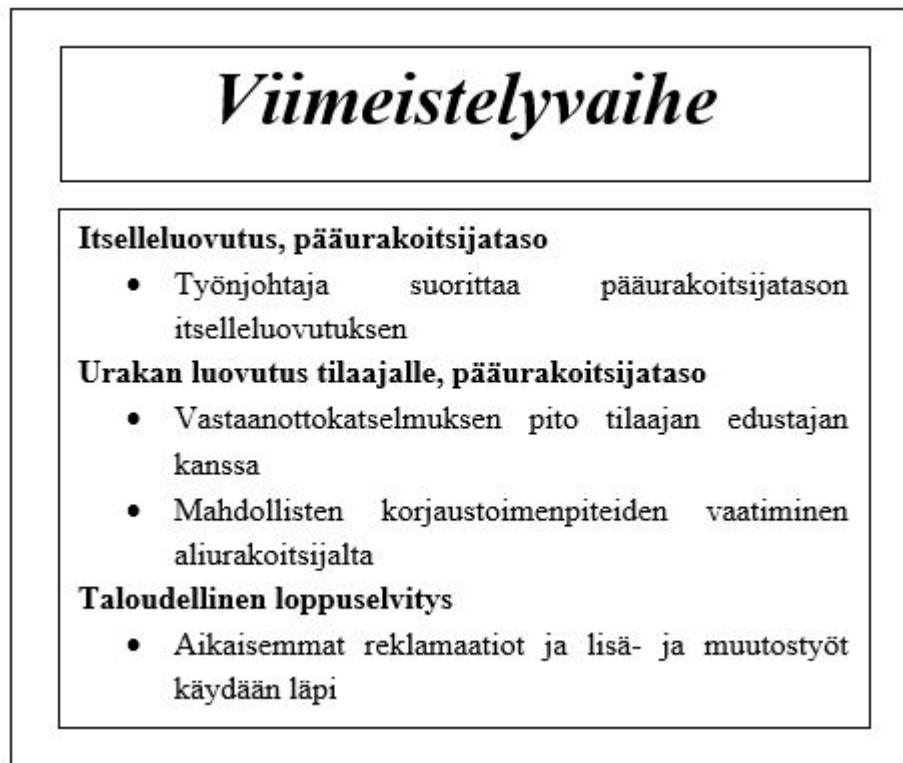 Viimeistelyvaihe
Itselleluovutus, pääurakoitsijataso
• Työnjohtaja suorittaa pääurakoitsijatason
itselleluovutuksen
Urakan luovutus tilaajalle, pääurakoitsijataso
• Vastaanottokatselmuksen pito tilaajan edustajan
kanssa
• Mahdollisten korjaustoimenpiteiden vaatiminen
aliurakoitsijalta
Taloudellinen loppuselvitys
• Aikaisemmat reklamaatiot ja lisä- ja muutostyöt
käydään läpi